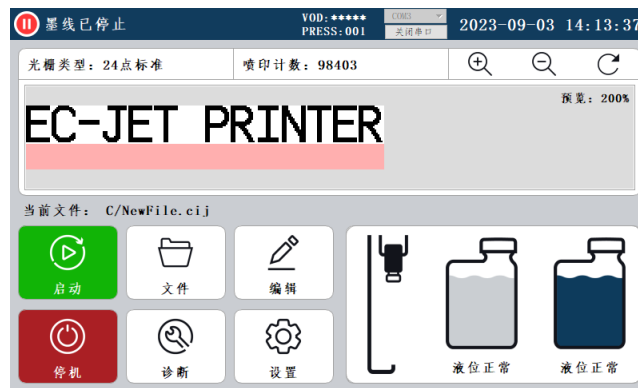 墨线已停止
VOD:*****
PRESS:001
COM3
关闭串口
2023-09-03 14:13:37
光栅类型: 24点标准
喷印计数: 98403
预览: 200%
EC-JET PRINTER
当前文件: C/NewFile.cij
启动
文件
编辑
停机
诊断
设置
液位正常
液位正常